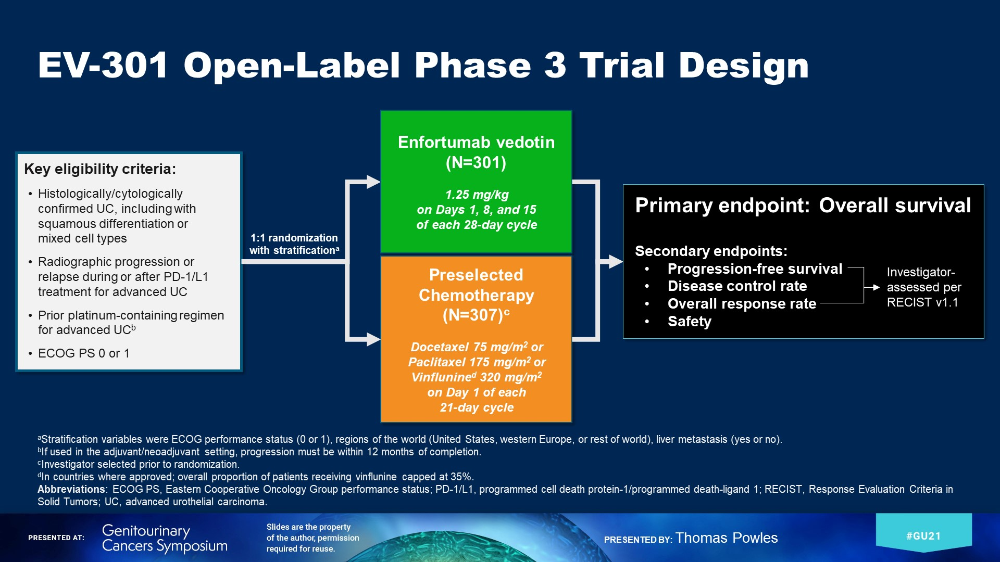 EV-301 Open-Label Phase 3 Trial Design
Key eligibility criteria:
• Histologically/cytologically
confirmed UC, including with
squamous differentiation or
mixed cell types
• Radiographic progression or
relapse during or after PD-1/L1
treatment for advanced UC
• Prior platinum-containing regimen
for advanced UCᵇ
• ECOG PS 0 or 1
1:1 randomization
with stratificationᵃ
Enfortumab vedotin
(N=301)
1.25 mg/kg
on Days 1, 8, and 15
of each 28-day cycle
Preselected
Chemotherapy
(N=307)ᶜ
Docetaxel 75 mg/m² or
Paclitaxel 175 mg/m² or
Vinflunineᵈ 320 mg/m²
on Day 1 of each
21-day cycle
Primary endpoint: Overall survival
Secondary endpoints:
• Progression-free survival
• Disease control rate
• Overall response rate
• Safety
Investigator-
assessed per
RECIST v1.1
ᵃStratification variables were ECOG performance status (0 or 1), regions of the world (United States, western Europe, or rest of world), liver metastasis (yes or no).
ᵇIf used in the adjuvant/neoadjuvant setting, progression must be within 12 months of completion.
ᶜInvestigator selected prior to randomization.
ᵈIn countries where approved; overall proportion of patients receiving vinflunine capped at 35%.
Abbreviations: ECOG PS, Eastern Cooperative Oncology Group performance status; PD-1/L1, programmed cell death protein-1/programmed death-ligand 1; RECIST, Response Evaluation Criteria in
Solid Tumors; UC, advanced urothelial carcinoma.
PRESENTED AT:
Genitourinary
Cancers Symposium
Slides are the property
of the author, permission
required for reuse.
PRESENTED BY: Thomas Powles
#GU21